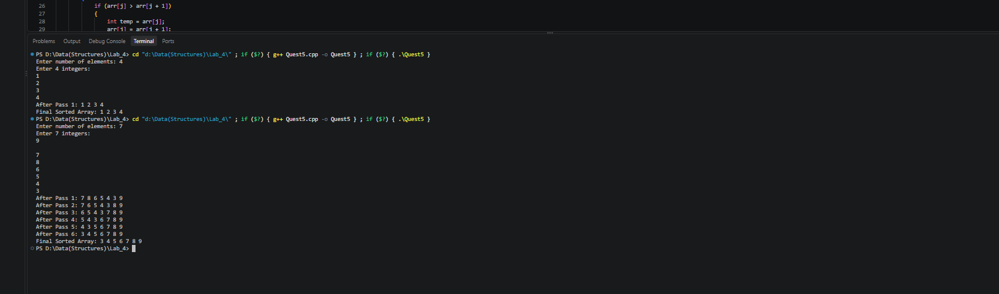 26 if (arr[j] > arr[j + 1])
27 {
28 int temp = arr[j];
29 arr[j] = arr[j + 1];
Problems Output Debug Console Terminal Ports
PS D:\Data(Structures)\Lab_4> cd "d:\Data(Structures)\Lab_4\" ; if ($?) { g++ Quest5.cpp -o Quest5 } ; if ($?) { .\Quest5 }
Enter number of elements: 4
Enter 4 integers:
1
2
3
4
After Pass 1: 1 2 3 4
Final Sorted Array: 1 2 3 4
PS D:\Data(Structures)\Lab_4> cd "d:\Data(Structures)\Lab_4\" ; if ($?) { g++ Quest5.cpp -o Quest5 } ; if ($?) { .\Quest5 }
Enter number of elements: 7
Enter 7 integers:
9
7
8
6
5
4
3
After Pass 1: 7 8 6 5 4 3 9
After Pass 2: 7 6 5 4 3 8 9
After Pass 3: 6 5 4 3 7 8 9
After Pass 4: 5 4 3 6 7 8 9
After Pass 5: 4 3 5 6 7 8 9
After Pass 6: 3 4 5 6 7 8 9
Final Sorted Array: 3 4 5 6 7 8 9
PS D:\Data(Structures)\Lab_4>